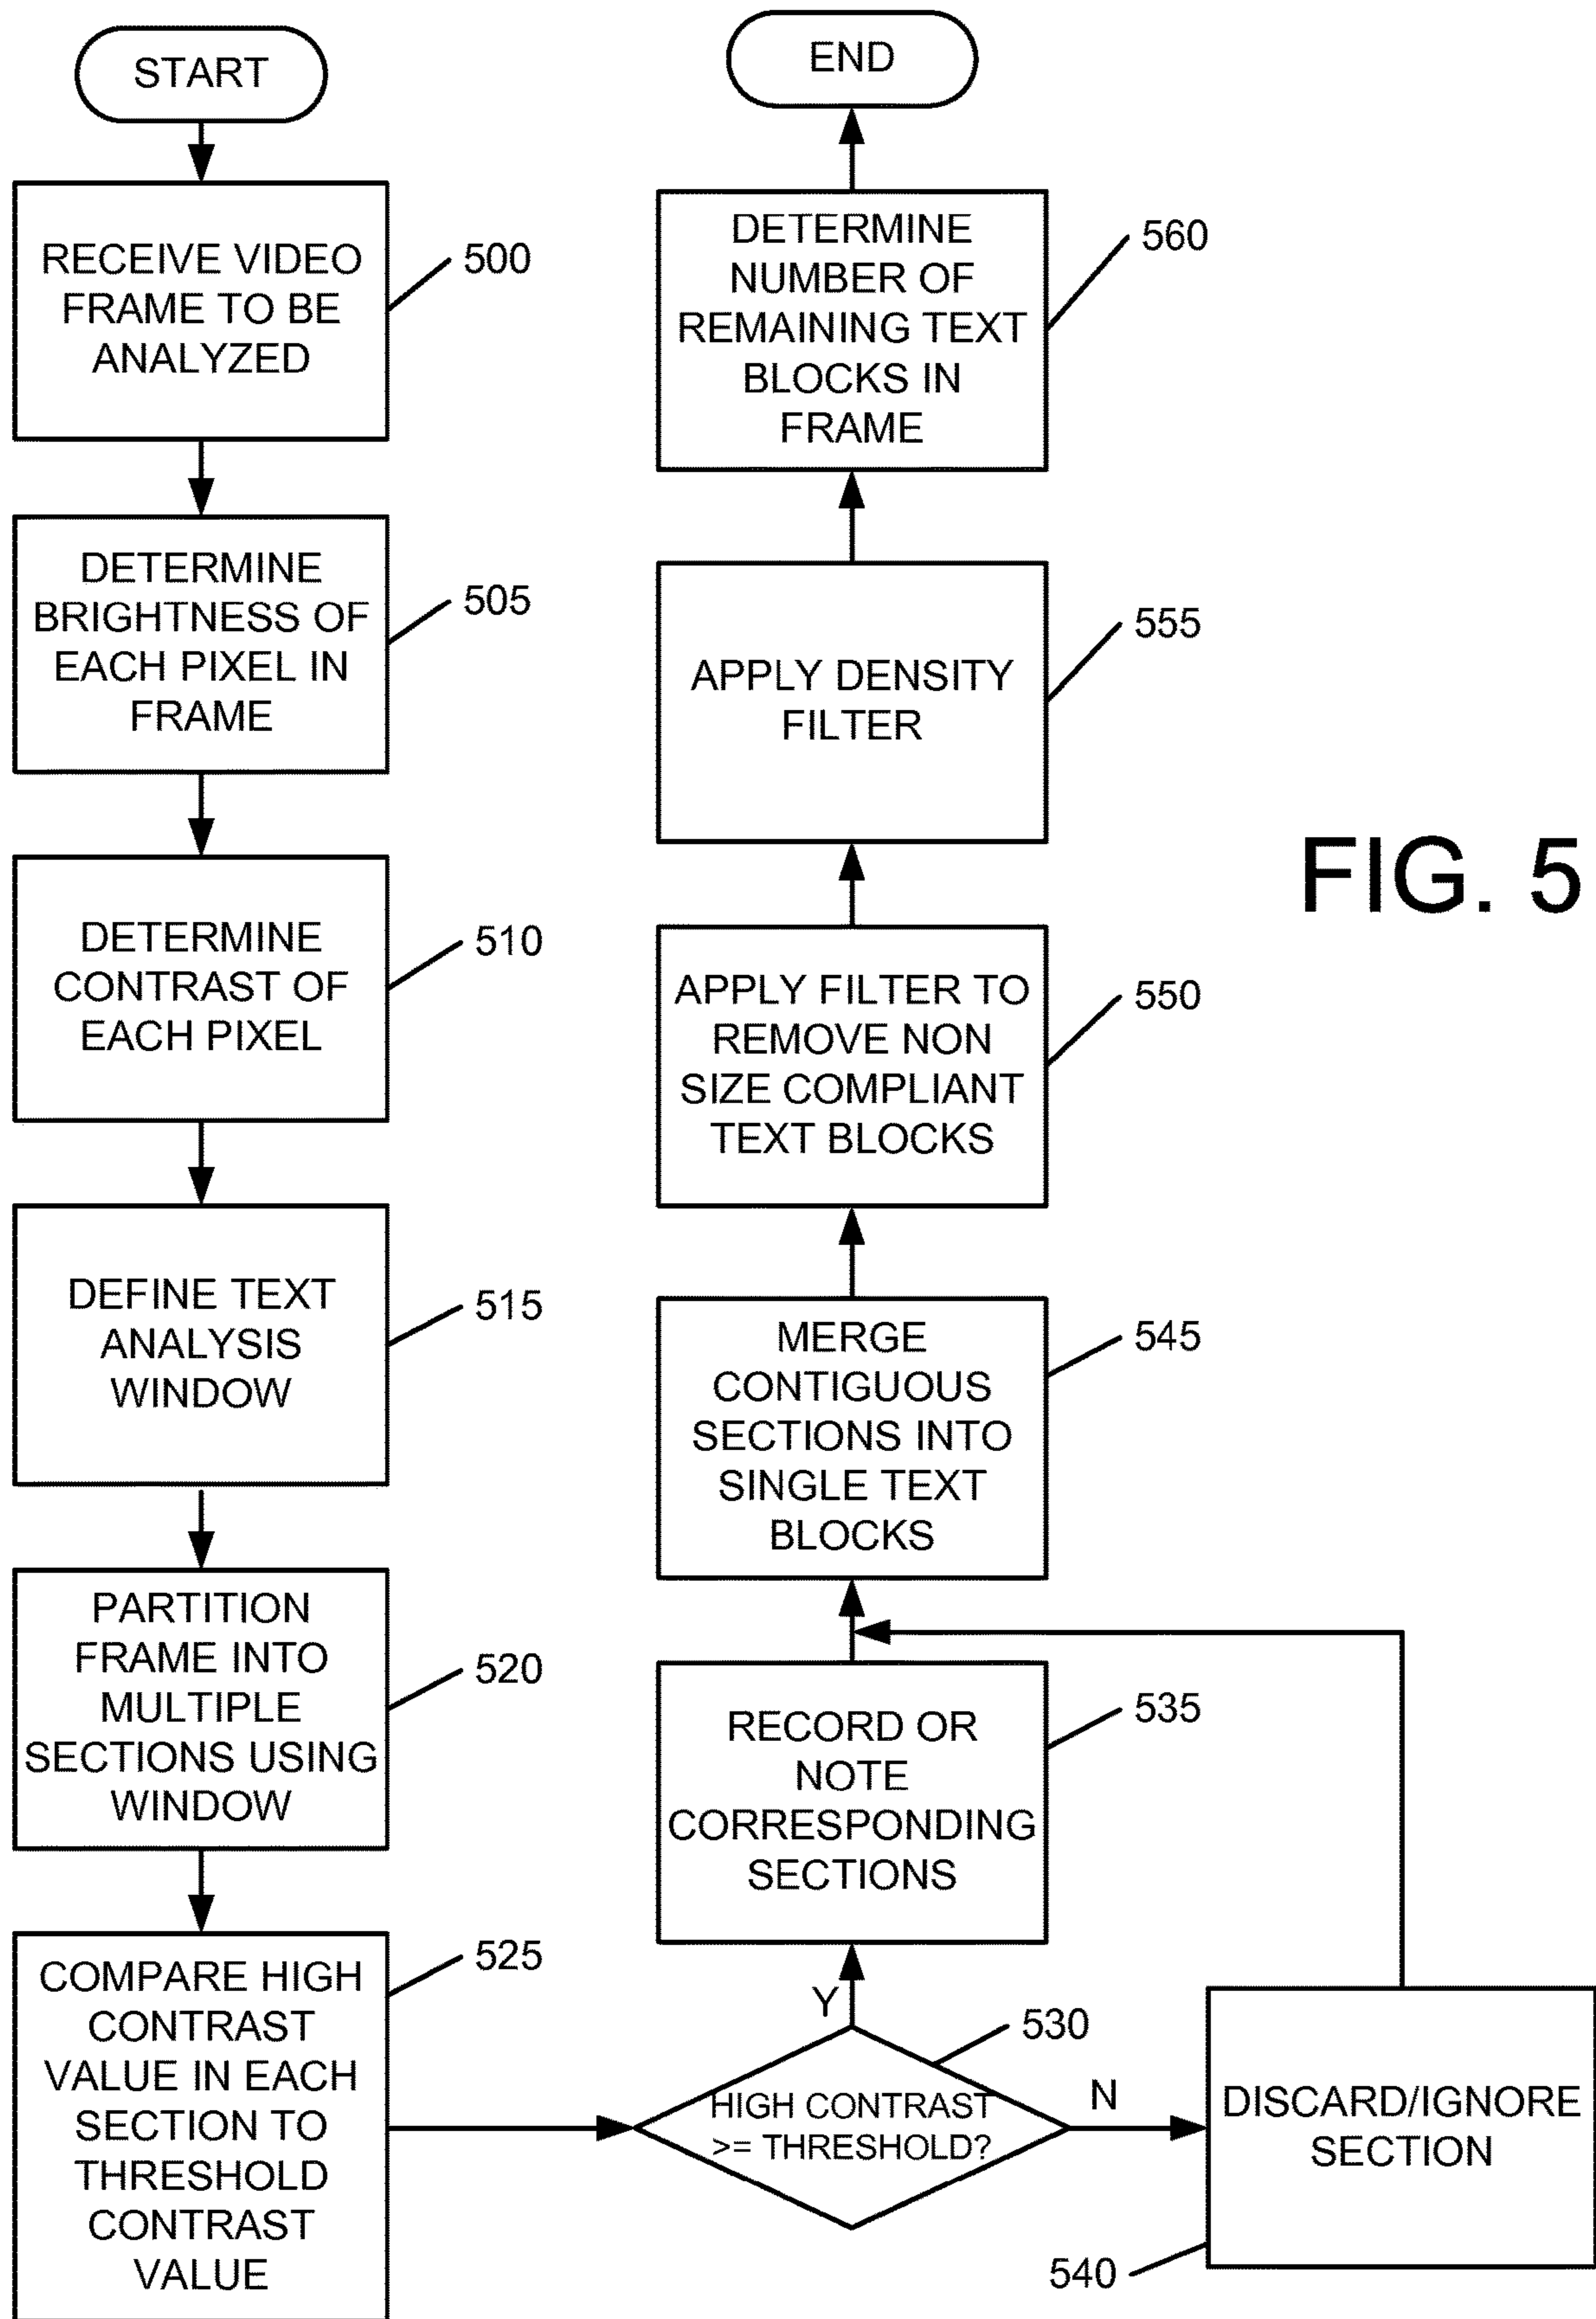 START
RECEIVE VIDEO
FRAME TO BE
ANALYZED
500
DETERMINE
BRIGHTNESS OF
EACH PIXEL IN
FRAME
505
DETERMINE
CONTRAST OF
EACH PIXEL
510
DEFINE TEXT
ANALYSIS
WINDOW
515
PARTITION
FRAME INTO
MULTIPLE
SECTIONS USING
WINDOW
520
COMPARE HIGH
CONTRAST
VALUE IN EACH
SECTION TO
THRESHOLD
CONTRAST
VALUE
525
HIGH CONTRAST
>= THRESHOLD?
530
Y
N
RECORD OR
NOTE
CORRESPONDING
SECTIONS
535
DISCARD/IGNORE
SECTION
540
MERGE
CONTIGUOUS
SECTIONS INTO
SINGLE TEXT
BLOCKS
545
APPLY FILTER TO
REMOVE NON
SIZE COMPLIANT
TEXT BLOCKS
550
APPLY DENSITY
FILTER
555
DETERMINE
NUMBER OF
REMAINING TEXT
BLOCKS IN
FRAME
560
END
FIG. 5